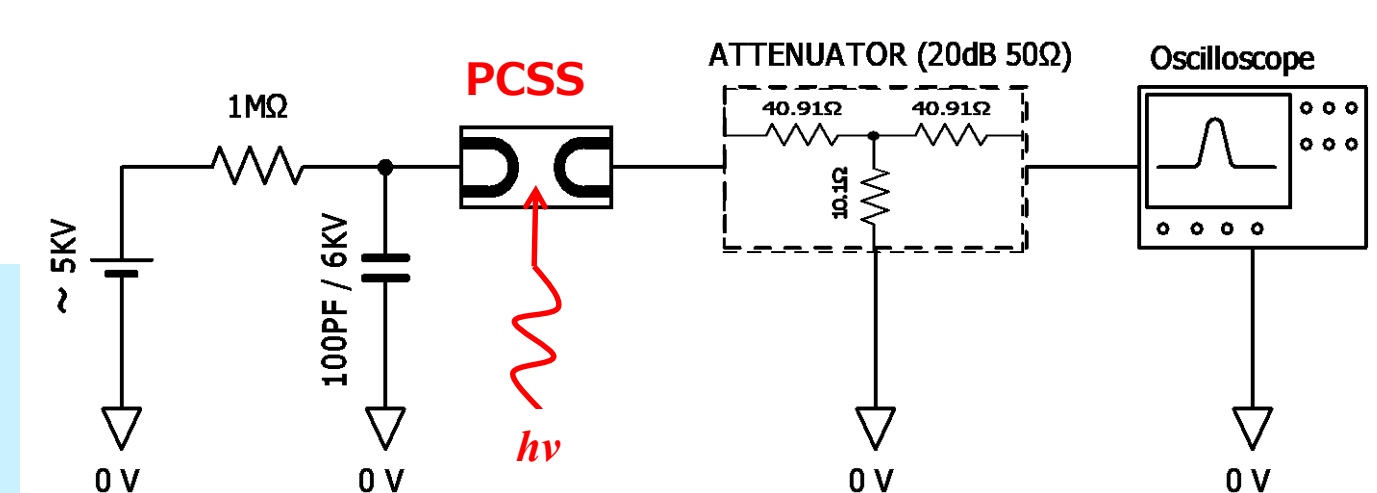 ATTENUATOR (20dB 50Ω)
Oscilloscope
PCSS
1MΩ
40.91Ω
40.91Ω
10.1Ω
~ 5KV
100PF / 6KV
hv
0 V
0 V
0 V
0 V